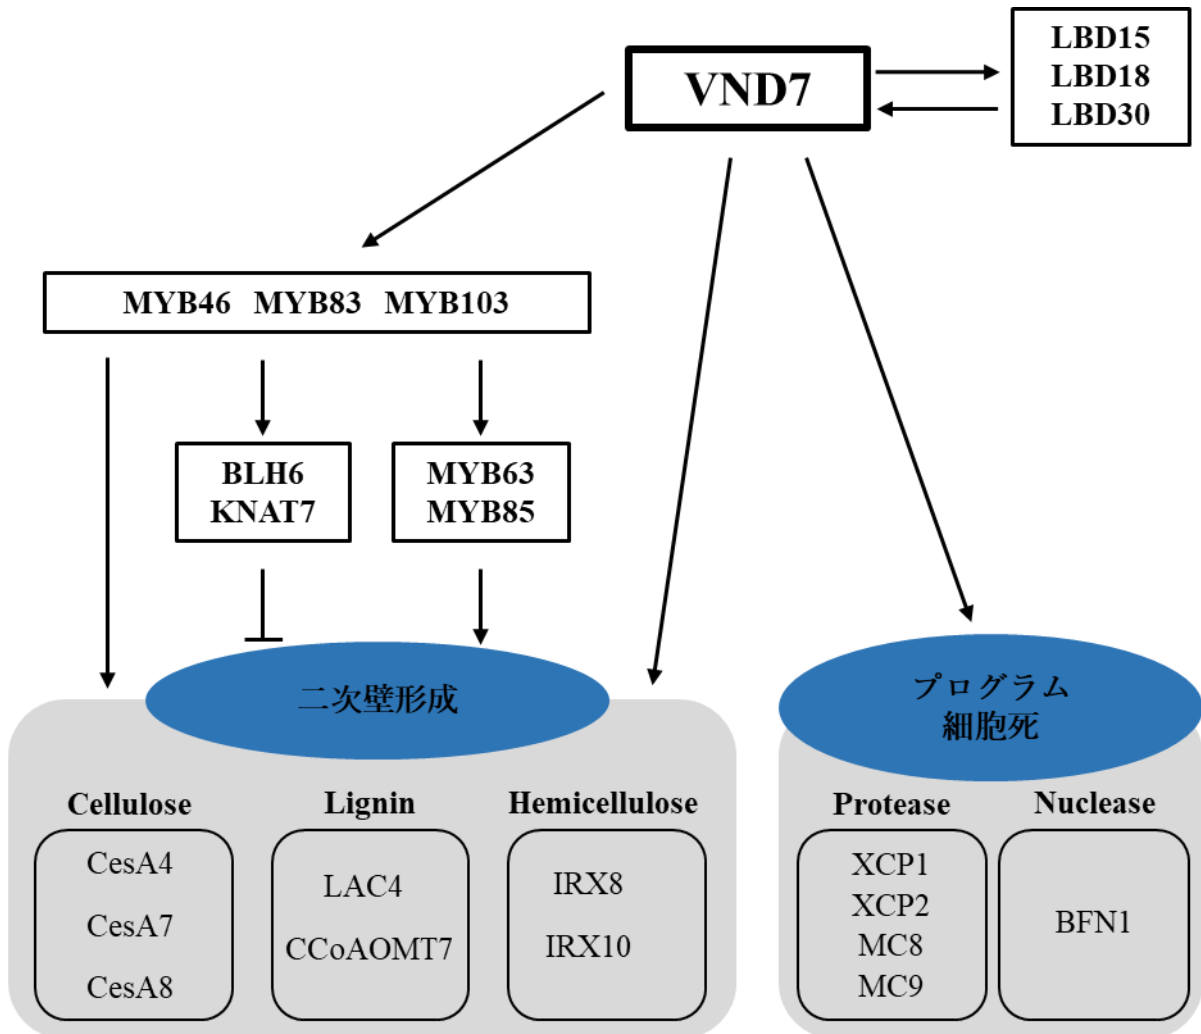 VND7
LBD15
LBD18
LBD30
MYB46 MYB83 MYB103
BLH6
KNAT7
MYB63
MYB85
二次壁形成
プログラム
細胞死
Cellulose
CesA4
CesA7
CesA8
Lignin
LAC4
CCoAOMT7
Hemicellulose
IRX8
IRX10
Protease
XCP1
XCP2
MC8
MC9
Nuclease
BFN1